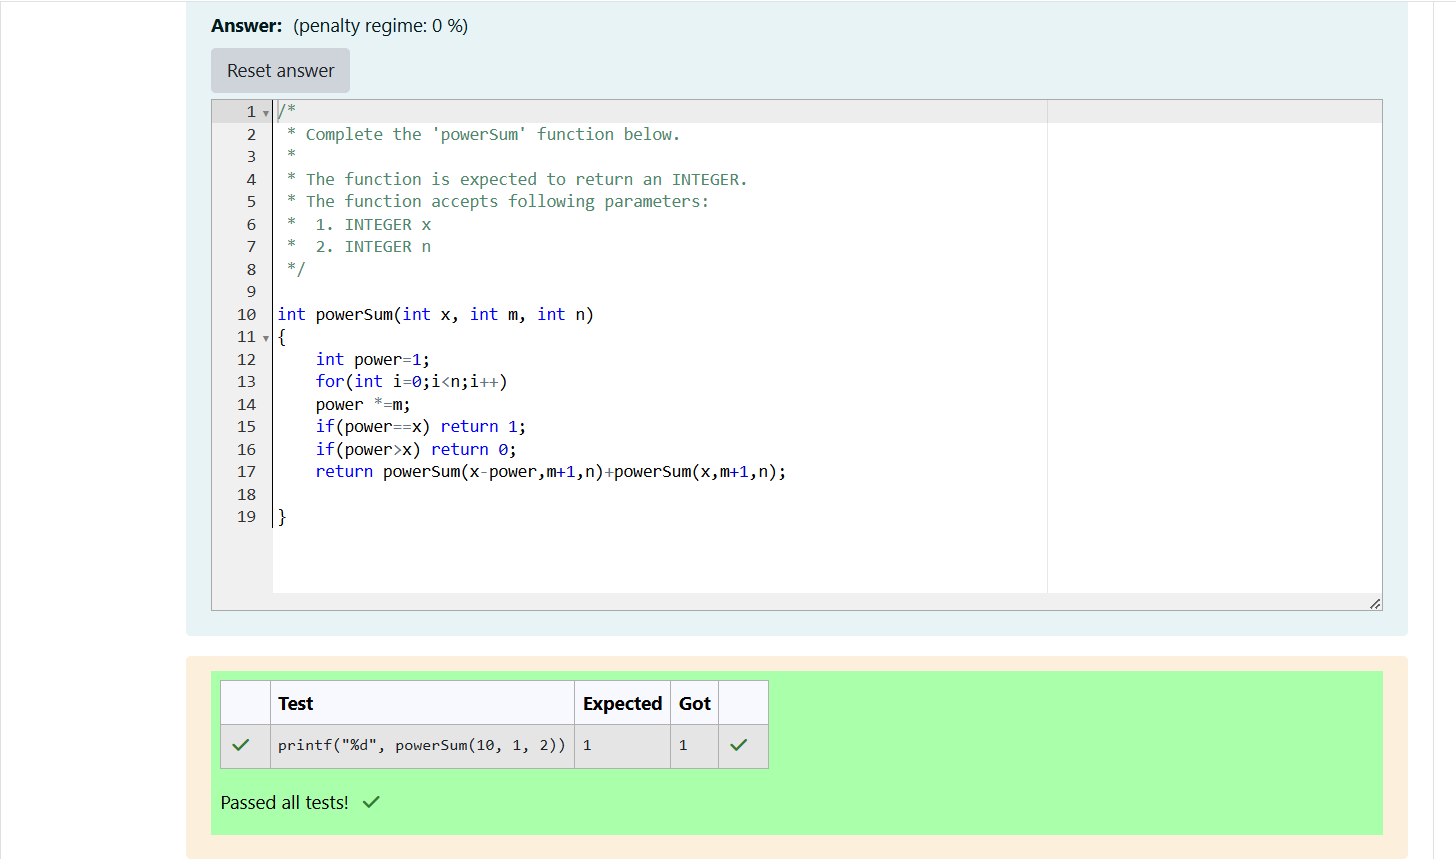 Answer: (penalty regime: 0 %)
Reset answer
1 /*
2  * Complete the 'powerSum' function below.
3  *
4  * The function is expected to return an INTEGER.
5  * The function accepts following parameters:
6  *  1. INTEGER x
7  *  2. INTEGER n
8  */
9
10 int powerSum(int x, int m, int n)
11 {
12     int power=1;
13     for(int i=0;i<n;i++)
14     power *=m;
15     if(power==x) return 1;
16     if(power>x) return 0;
17     return powerSum(x-power,m+1,n)+powerSum(x,m+1,n);
18
19 }
Test Expected Got
printf("%d", powerSum(10, 1, 2)) 1 1
Passed all tests!